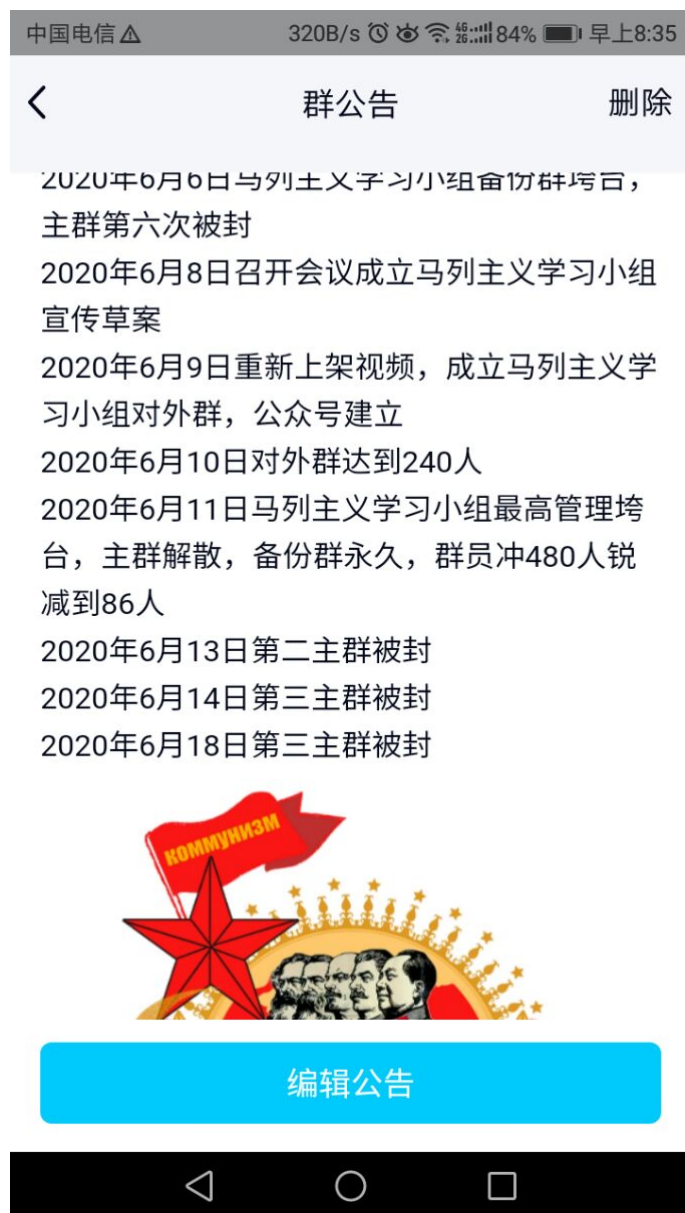 中国电信 320B/s 4G 2G 84% 早上8:35
群公告 删除
2020年6月6日马列主义学习小组备份群垮台，
主群第六次被封
2020年6月8日召开会议成立马列主义学习小组
宣传草案
2020年6月9日重新上架视频，成立马列主义学
习小组对外群，公众号建立
2020年6月10日对外群达到240人
2020年6月11日马列主义学习小组最高管理垮
台，主群解散，备份群永久，群员冲480人锐
减到86人
2020年6月13日第二主群被封
2020年6月14日第三主群被封
2020年6月18日第三主群被封
КОММУНИЗМ
编辑公告